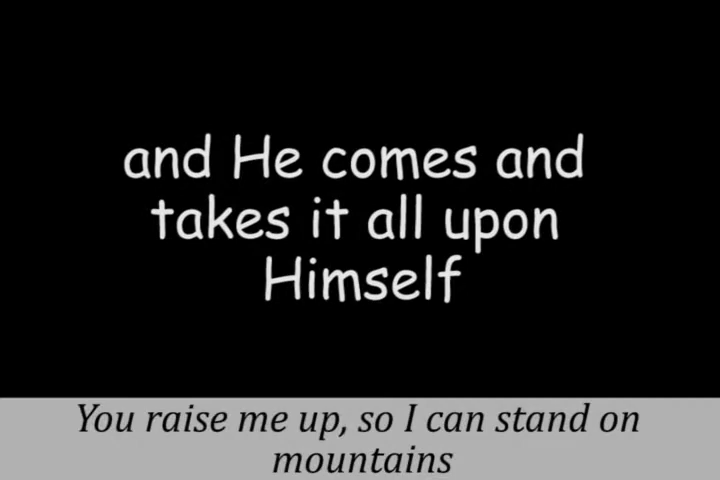 and He comes and
takes it all upon
Himself
You raise me up, so I can stand on
mountains